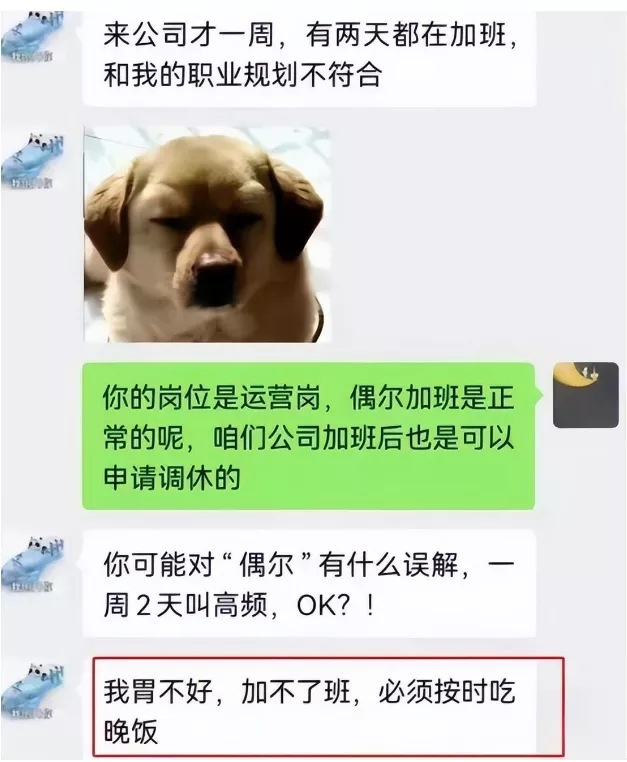 来公司才一周，有两天都在加班，
和我的职业规划不符合
你的岗位是运营岗，偶尔加班是正
常的呢，咱们公司加班后也是可以
申请调休的
你可能对“偶尔”有什么误解，一
周2天叫高频，OK？！
我胃不好，加不了班，必须按时吃
晚饭